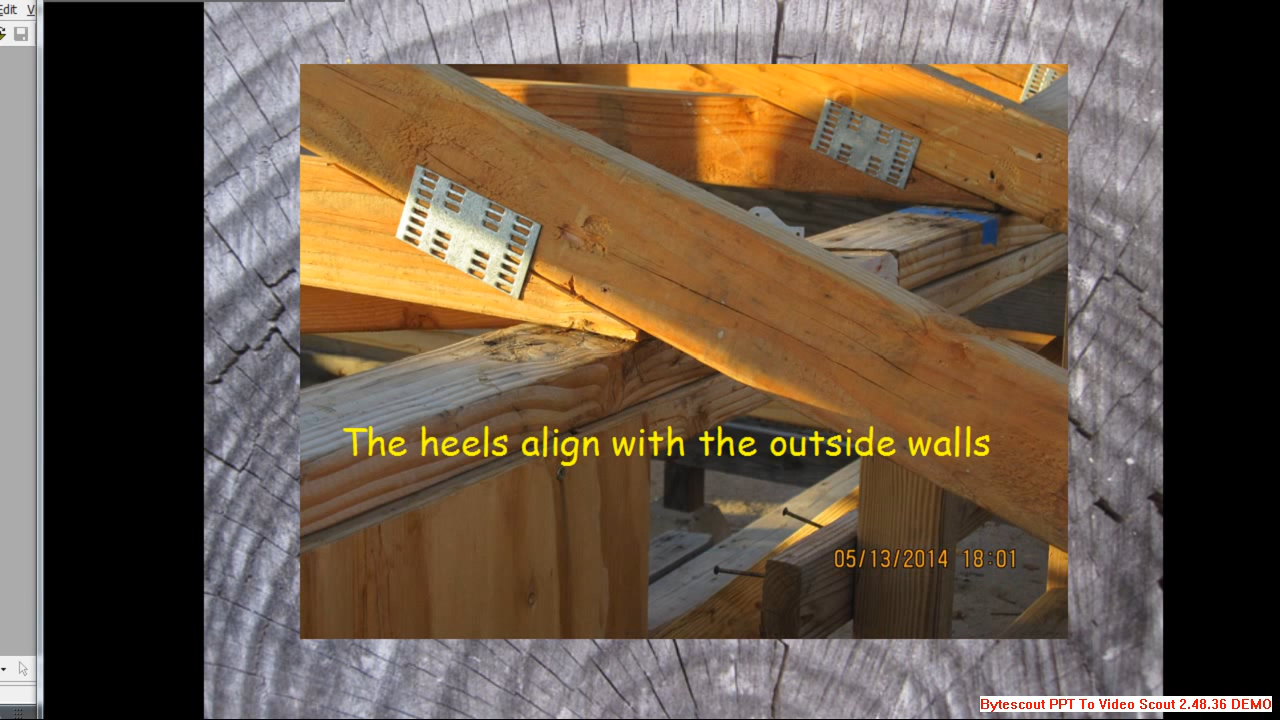 Edit V
The heels align with the outside walls
05/13/2014 18:01
Bytescout PPT To Video Scout 2.48.36 DEMO